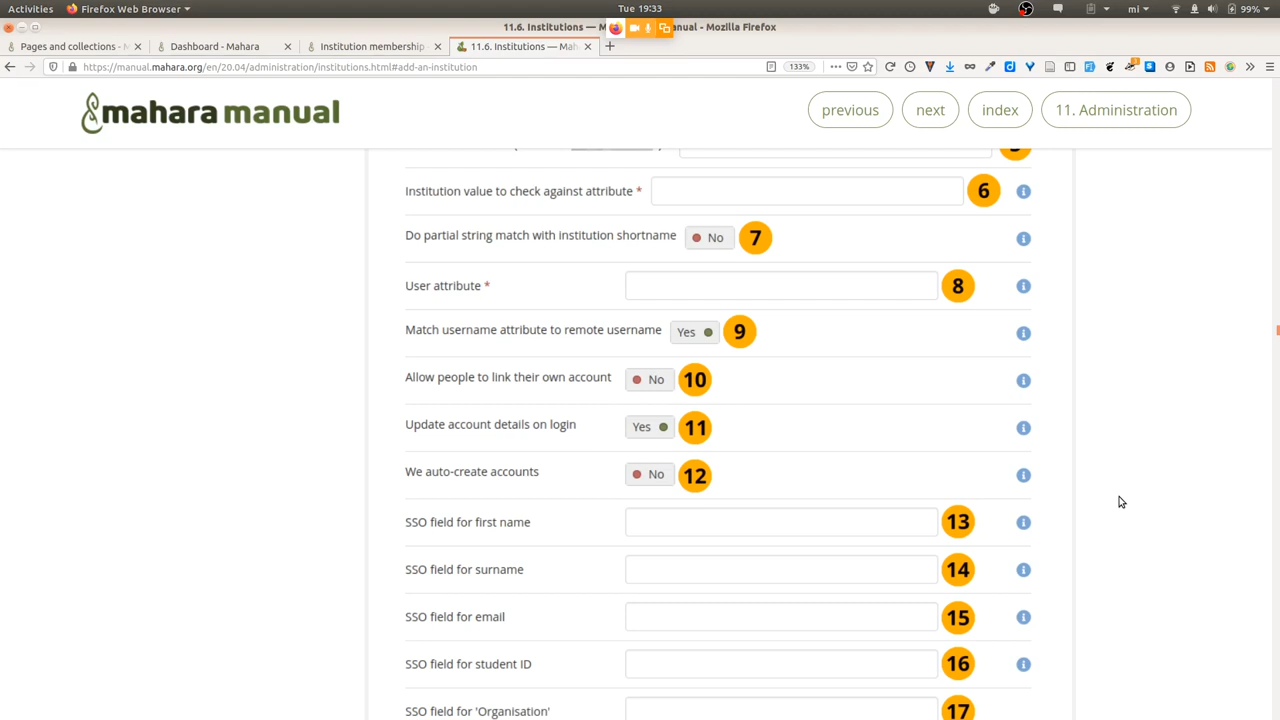 Activities Firefox Web Browser Tue 19:33 mi 99%
11.6. Institutions — M anual - Mozilla Firefox
Pages and collections - M Dashboard - Mahara Institution membership 11.6. Institutions — Mah
https://manual.mahara.org/en/20.04/administration/institutions.html#add-an-institution 133%
mahara manual previous next index 11. Administration
Institution value to check against attribute * 6
Do partial string match with institution shortname No 7
User attribute * 8
Match username attribute to remote username Yes 9
Allow people to link their own account No 10
Update account details on login Yes 11
We auto-create accounts No 12
SSO field for first name 13
SSO field for surname 14
SSO field for email 15
SSO field for student ID 16
SSO field for 'Organisation' 17